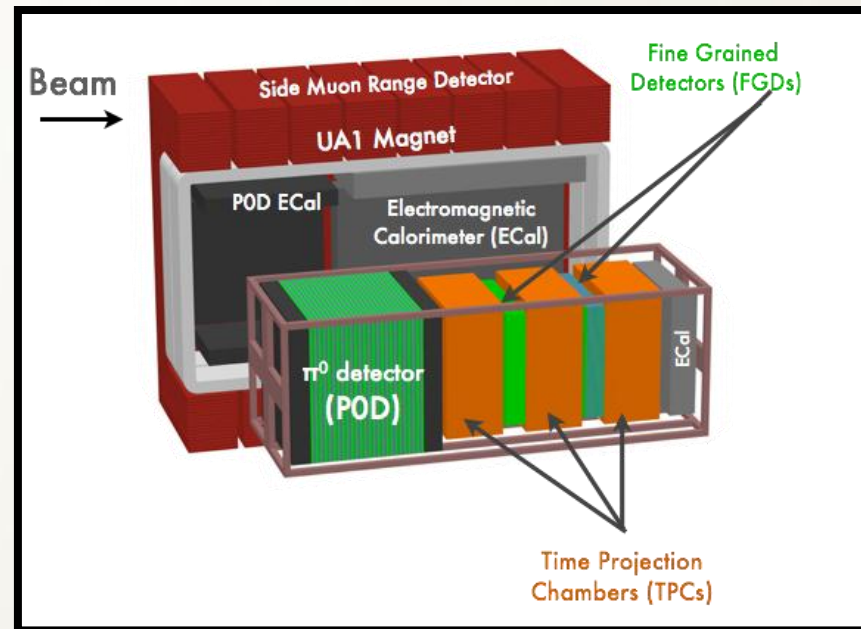 Fine Grained
Detectors (FGDs)
Beam
Side Muon Range Detector
UA1 Magnet
P0D ECal
Electromagnetic
Calorimeter (ECal)
π⁰ detector
(P0D)
ECal
Time Projection
Chambers (TPCs)